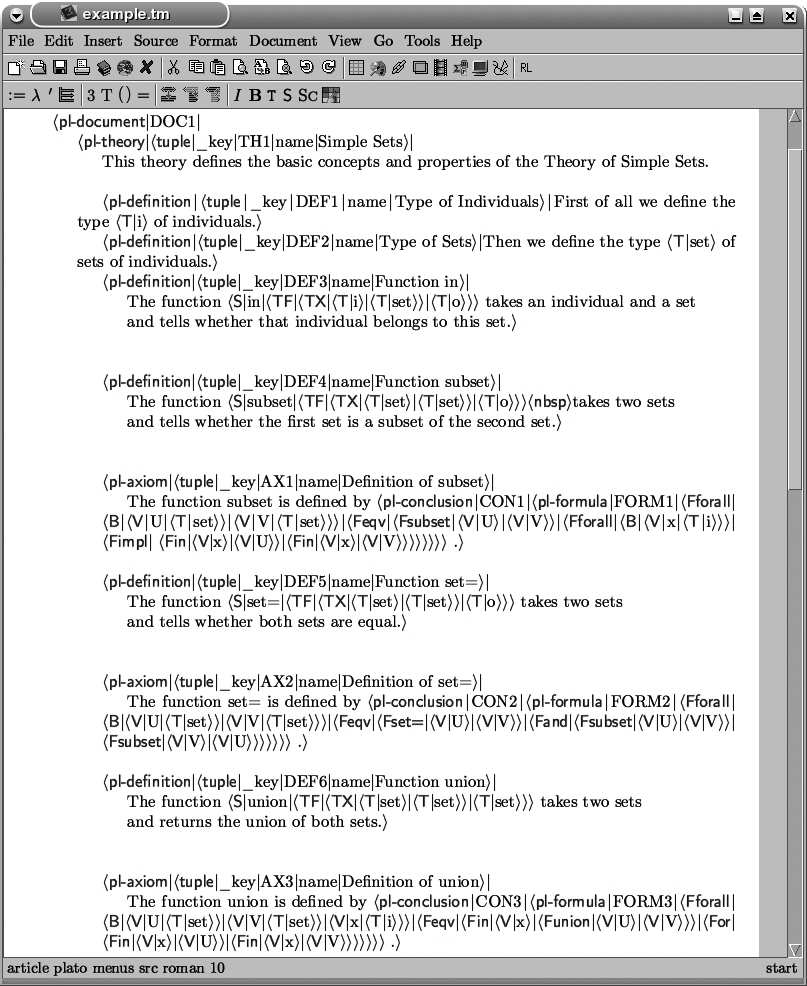 example.tm
File Edit Insert Source Format Document View Go Tools Help
RL
:= λ ′ 3 T () = I B T S Sc
⟨pl-document|DOC1|
⟨pl-theory|⟨tuple|_key|TH1|name|Simple Sets⟩|
This theory defines the basic concepts and properties of the Theory of Simple Sets.
⟨pl-definition|⟨tuple|_key|DEF1|name|Type of Individuals⟩|First of all we define the
type ⟨T|i⟩ of individuals.⟩
⟨pl-definition|⟨tuple|_key|DEF2|name|Type of Sets⟩|Then we define the type ⟨T|set⟩ of
sets of individuals.⟩
⟨pl-definition|⟨tuple|_key|DEF3|name|Function in⟩|
The function ⟨S|in|⟨TF|⟨TX|⟨T|i⟩|⟨T|set⟩⟩|⟨T|o⟩⟩⟩ takes an individual and a set
and tells whether that individual belongs to this set.⟩
⟨pl-definition|⟨tuple|_key|DEF4|name|Function subset⟩|
The function ⟨S|subset|⟨TF|⟨TX|⟨T|set⟩|⟨T|set⟩⟩|⟨T|o⟩⟩⟩⟨nbsp⟩takes two sets
and tells whether the first set is a subset of the second set.⟩
⟨pl-axiom|⟨tuple|_key|AX1|name|Definition of subset⟩|
The function subset is defined by ⟨pl-conclusion|CON1|⟨pl-formula|FORM1|⟨Fforall|
⟨B|⟨V|U|⟨T|set⟩⟩|⟨V|V|⟨T|set⟩⟩⟩|⟨Feqv|⟨Fsubset|⟨V|U⟩|⟨V|V⟩⟩|⟨Fforall|⟨B|⟨V|x|⟨T|i⟩⟩⟩|
⟨Fimpl| ⟨Fin|⟨V|x⟩|⟨V|U⟩⟩|⟨Fin|⟨V|x⟩|⟨V|V⟩⟩⟩⟩⟩⟩⟩⟩ .⟩
⟨pl-definition|⟨tuple|_key|DEF5|name|Function set=⟩|
The function ⟨S|set=|⟨TF|⟨TX|⟨T|set⟩|⟨T|set⟩⟩|⟨T|o⟩⟩⟩ takes two sets
and tells whether both sets are equal.⟩
⟨pl-axiom|⟨tuple|_key|AX2|name|Definition of set=⟩|
The function set= is defined by ⟨pl-conclusion|CON2|⟨pl-formula|FORM2|⟨Fforall|
⟨B|⟨V|U|⟨T|set⟩⟩|⟨V|V|⟨T|set⟩⟩⟩|⟨Feqv|⟨Fset=|⟨V|U⟩|⟨V|V⟩⟩|⟨Fand|⟨Fsubset|⟨V|U⟩|⟨V|V⟩⟩|
⟨Fsubset|⟨V|V⟩|⟨V|U⟩⟩⟩⟩⟩⟩⟩ .⟩
⟨pl-definition|⟨tuple|_key|DEF6|name|Function union⟩|
The function ⟨S|union|⟨TF|⟨TX|⟨T|set⟩|⟨T|set⟩⟩|⟨T|set⟩⟩⟩ takes two sets
and returns the union of both sets.⟩
⟨pl-axiom|⟨tuple|_key|AX3|name|Definition of union⟩|
The function union is defined by ⟨pl-conclusion|CON3|⟨pl-formula|FORM3|⟨Fforall|
⟨B|⟨V|U|⟨T|set⟩⟩|⟨V|V|⟨T|set⟩⟩|⟨V|x|⟨T|i⟩⟩⟩|⟨Feqv|⟨Fin|⟨V|x⟩|⟨Funion|⟨V|U⟩|⟨V|V⟩⟩⟩|⟨For|
⟨Fin|⟨V|x⟩|⟨V|U⟩⟩|⟨Fin|⟨V|x⟩|⟨V|V⟩⟩⟩⟩⟩⟩⟩ .⟩
article plato menus src roman 10 start